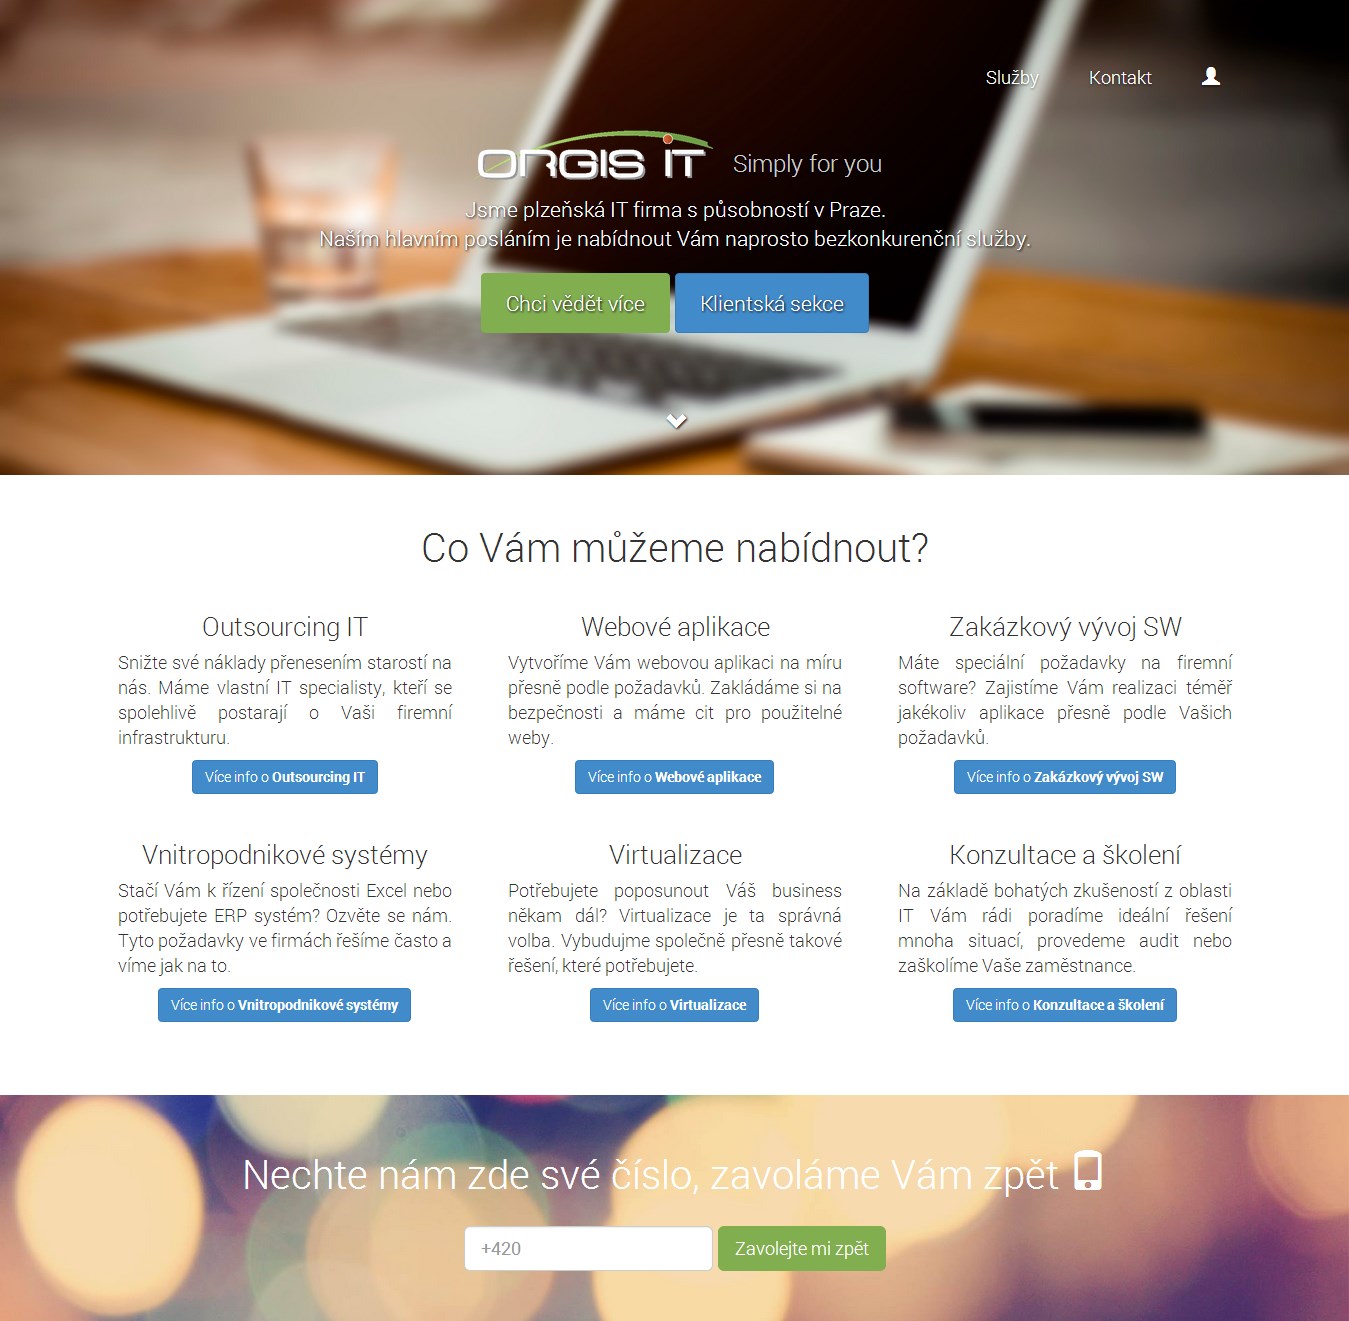 Služby Kontakt
ORGIS IT Simply for you
Jsme plzeňská IT firma s působností v Praze.
Naším hlavním posláním je nabídnout Vám naprosto bezkonkurenční služby.
Chci vědět více Klientská sekce
Co Vám můžeme nabídnout?
Outsourcing IT
Snižte své náklady přenesením starostí na
nás. Máme vlastní IT specialisty, kteří se
spolehlivě postarají o Vaši firemní
infrastrukturu.
Více info o Outsourcing IT
Webové aplikace
Vytvoříme Vám webovou aplikaci na míru
přesně podle požadavků. Zakládáme si na
bezpečnosti a máme cit pro použitelné
weby.
Více info o Webové aplikace
Zakázkový vývoj SW
Máte speciální požadavky na firemní
software? Zajistíme Vám realizaci téměř
jakékoliv aplikace přesně podle Vašich
požadavků.
Více info o Zakázkový vývoj SW
Vnitropodnikové systémy
Stačí Vám k řízení společnosti Excel nebo
potřebujete ERP systém? Ozvěte se nám.
Tyto požadavky ve firmách řešíme často a
víme jak na to.
Více info o Vnitropodnikové systémy
Virtualizace
Potřebujete poposunout Váš business
někam dál? Virtualizace je ta správná
volba. Vybudujme společně přesně takové
řešení, které potřebujete.
Více info o Virtualizace
Konzultace a školení
Na základě bohatých zkušeností z oblasti
IT Vám rádi poradíme ideální řešení
mnoha situací, provedeme audit nebo
zaškolíme Vaše zaměstnance.
Více info o Konzultace a školení
Nechte nám zde své číslo, zavoláme Vám zpět
+420 Zavolejte mi zpět